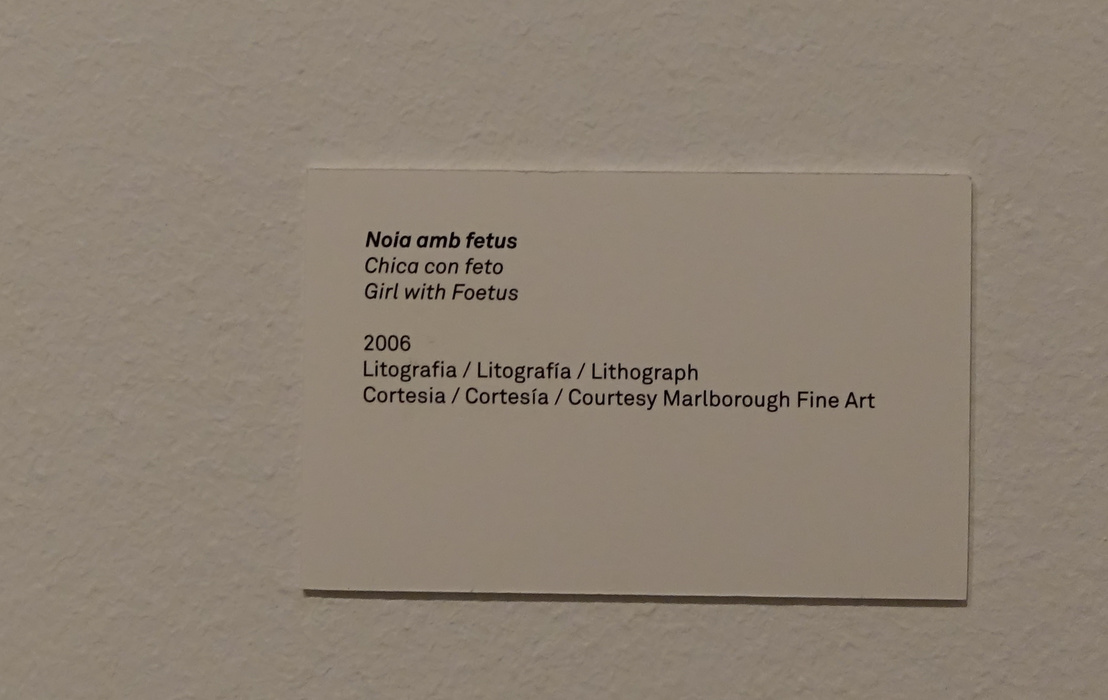 Noia amb fetus
Chica con feto
Girl with Foetus
2006
Litografia / Litografía / Lithograph
Cortesia / Cortesía / Courtesy Marlborough Fine Art